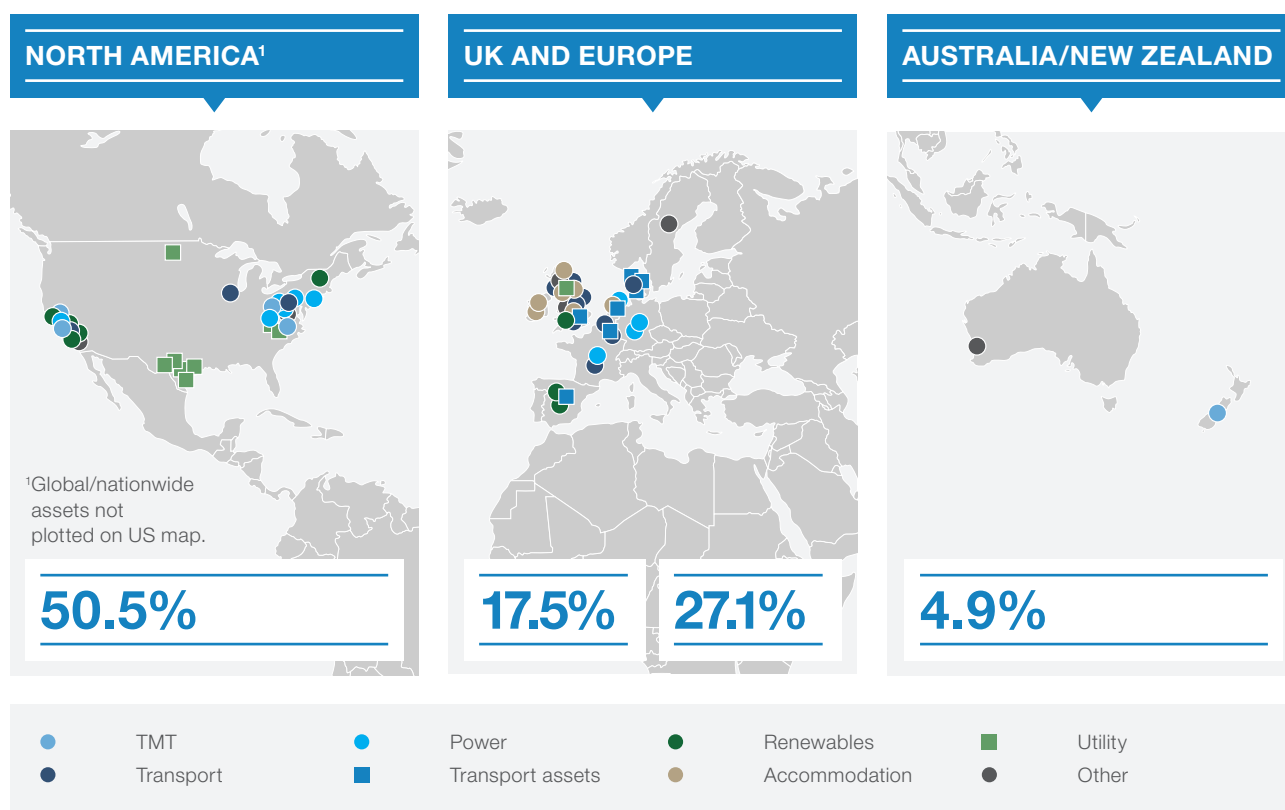 NORTH AMERICA¹
UK AND EUROPE
AUSTRALIA/NEW ZEALAND
¹Global/nationwide
assets not
plotted on US map.
50.5%
17.5%
27.1%
4.9%
TMT
Power
Renewables
Utility
Transport
Transport assets
Accommodation
Other